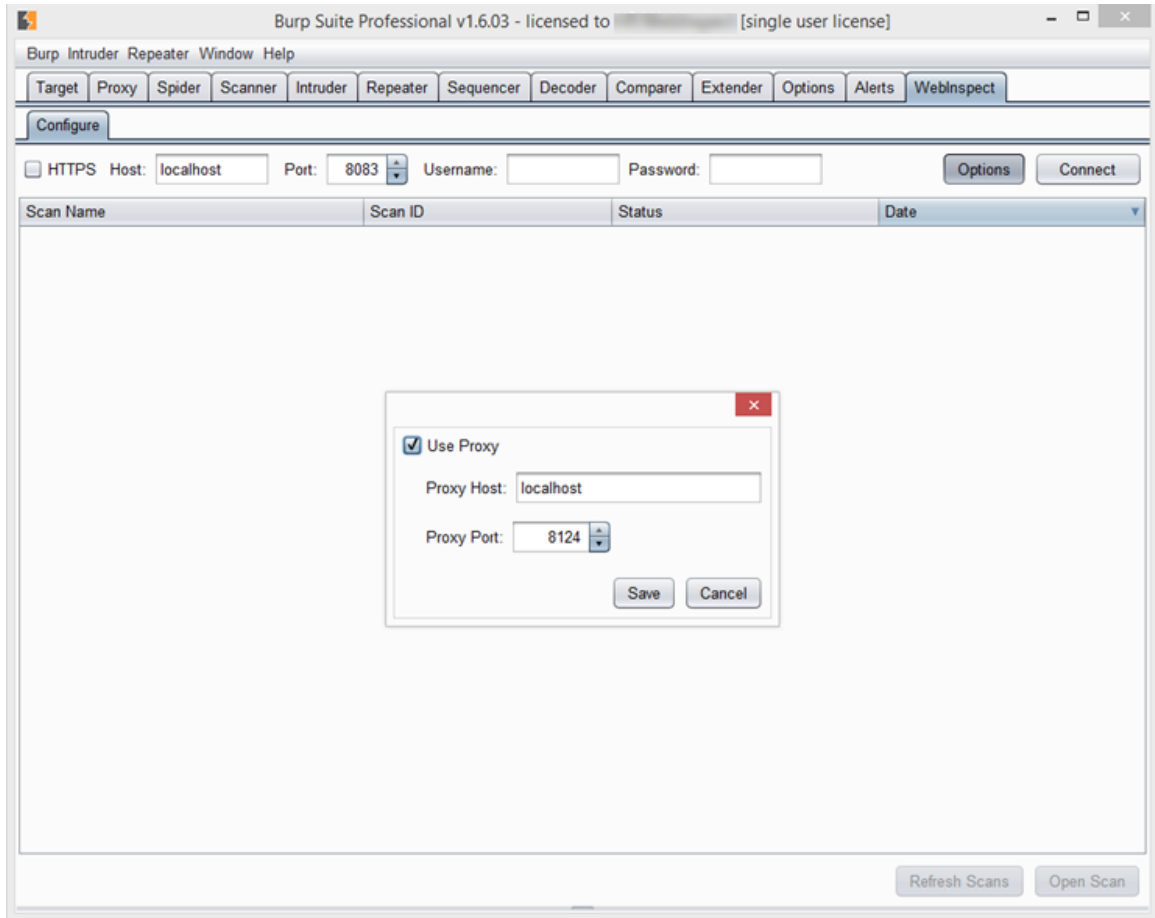 Burp Suite Professional v1.6.03 - licensed to [single user license]
Burp Intruder Repeater Window Help
Target Proxy Spider Scanner Intruder Repeater Sequencer Decoder Comparer Extender Options Alerts WebInspect
Configure
HTTPS Host: localhost Port: 8083 Username: Password: Options Connect
Scan Name Scan ID Status Date
Use Proxy
Proxy Host: localhost
Proxy Port: 8124
Save Cancel
Refresh Scans Open Scan